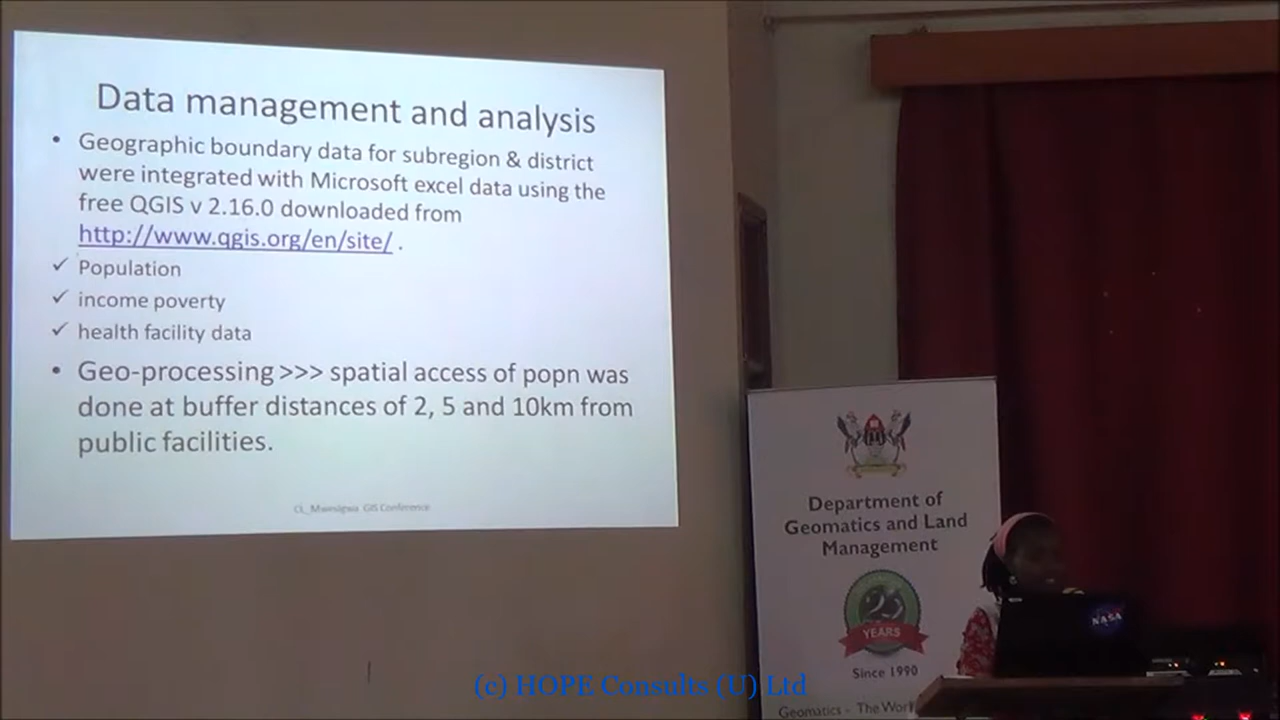 Data management and analysis
• Geographic boundary data for subregion & district
were integrated with Microsoft excel data using the
free QGIS v 2.16.0 downloaded from
http://www.qgis.org/en/site/ .
✓ Population
✓ income poverty
✓ health facility data
• Geo-processing >>> spatial access of popn was
done at buffer distances of 2, 5 and 10km from
public facilities.
GIS Conference
Department of
Geomatics and Land
Management
25
YEARS
Since 1990
Geomatics - The
NASA
(c) HOPE Consults (U) Ltd